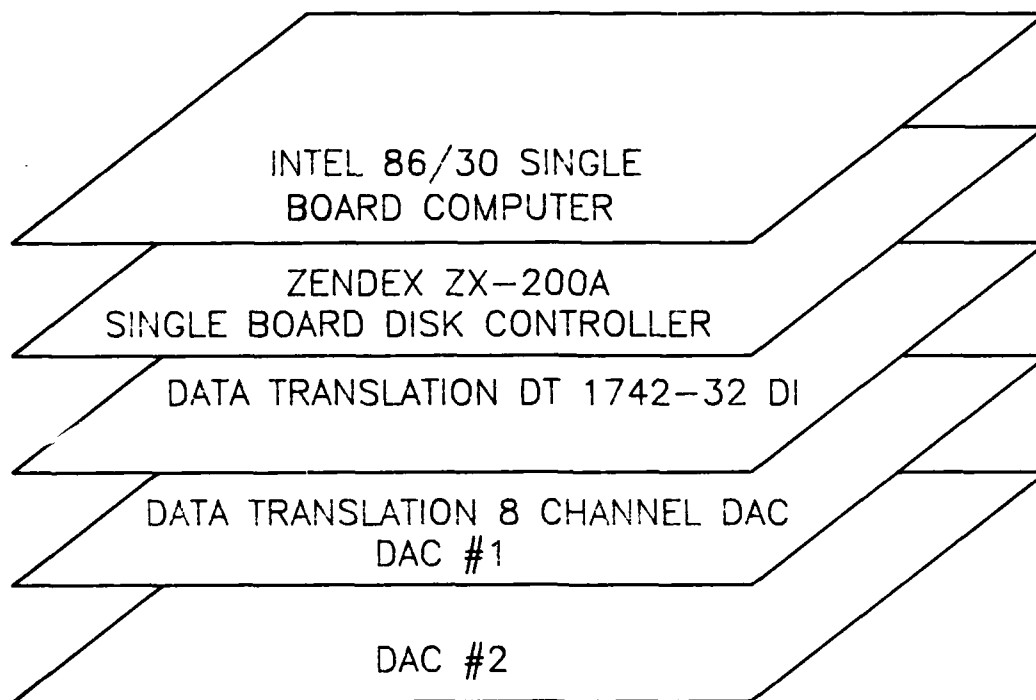 INTEL 86/30 SINGLE
BOARD COMPUTER
ZENDEX ZX-200A
SINGLE BOARD DISK CONTROLLER
DATA TRANSLATION DT 1742-32 DI
DATA TRANSLATION 8 CHANNEL DAC
DAC #1
DAC #2